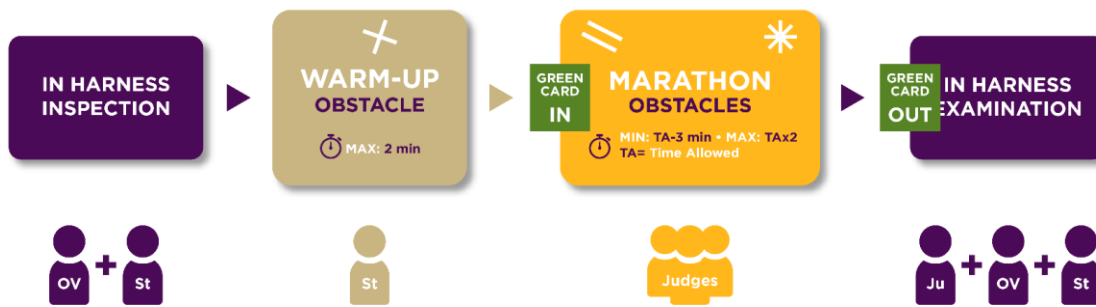 IN HARNESS
INSPECTION
WARM-UP
OBSTACLE
MAX: 2 min
GREEN
CARD
IN
MARATHON
OBSTACLES
MIN: TA-3 min • MAX: TAx2
TA= Time Allowed
GREEN
CARD
OUT
IN HARNESS
EXAMINATION
OV + St
St
Judges
Ju + OV + St